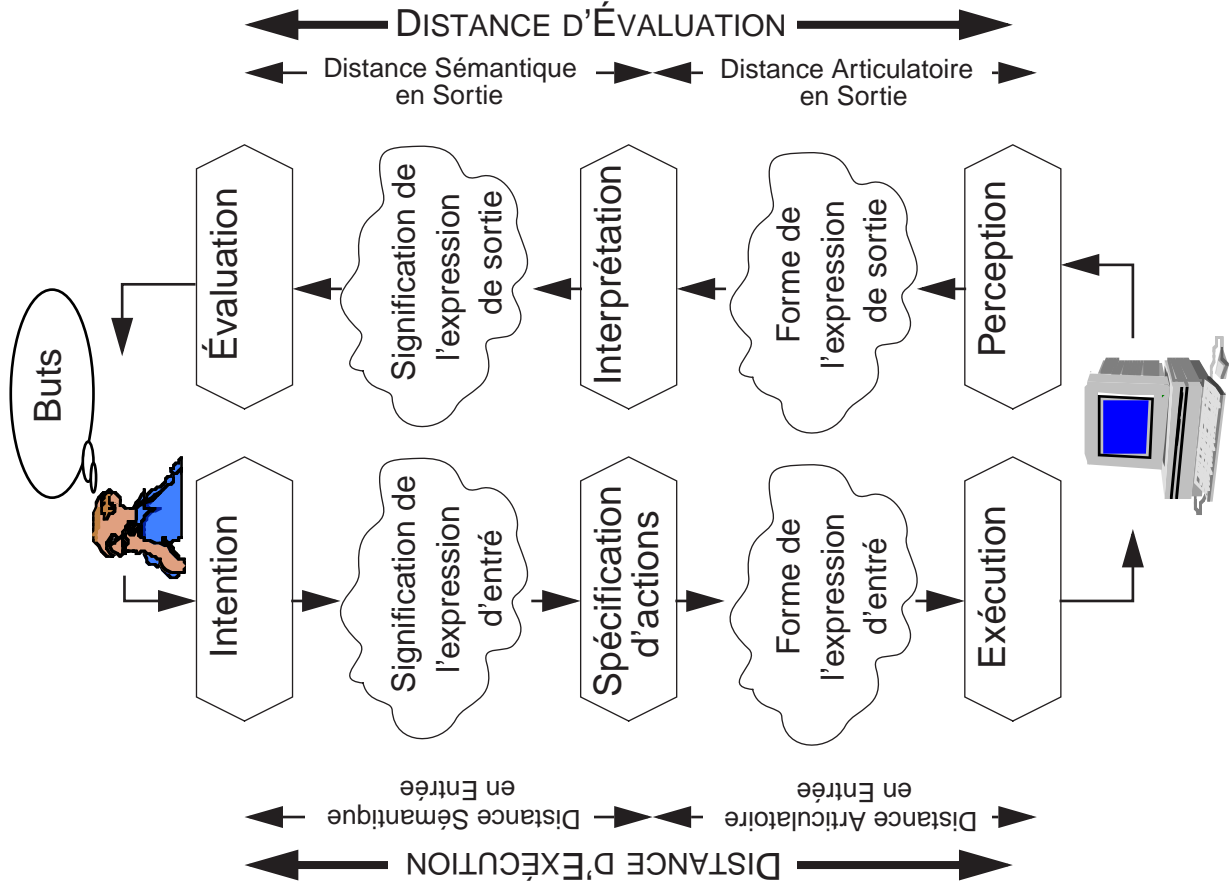 DISTANCE D'ÉVALUATION
Distance Sémantique
en Sortie
Distance Articulatoire
en Sortie
Buts
Évaluation
Signification de
l'expression
de sortie
Interprétation
Forme de
l'expression
de sortie
Perception
Intention
Signification de
l'expression
d'entré
Spécification
d'actions
Forme de
l'expression
d'entré
Exécution
Distance Sémantique
en Entrée
Distance Articulatoire
en Entrée
DISTANCE D'EXÉCUTION